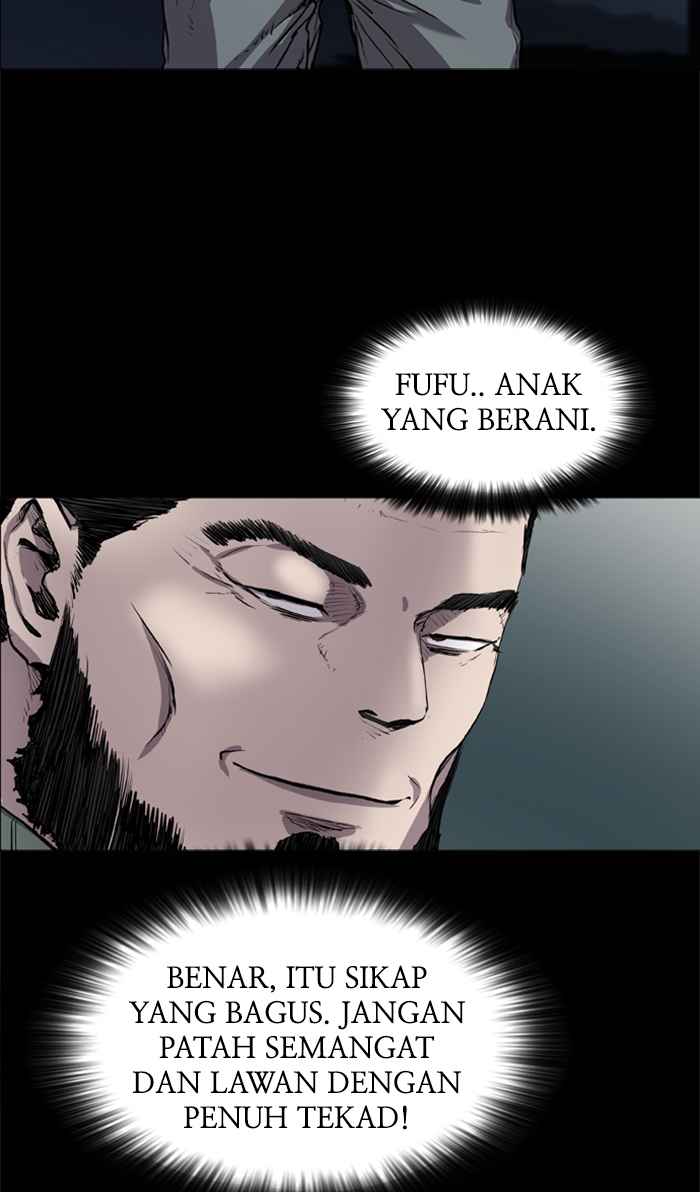 FUFU.. ANAK
YANG BERANI.
BENAR, ITU SIKAP
YANG BAGUS. JANGAN
PATAH SEMANGAT
DAN LAWAN DENGAN
PENUH TEKAD!